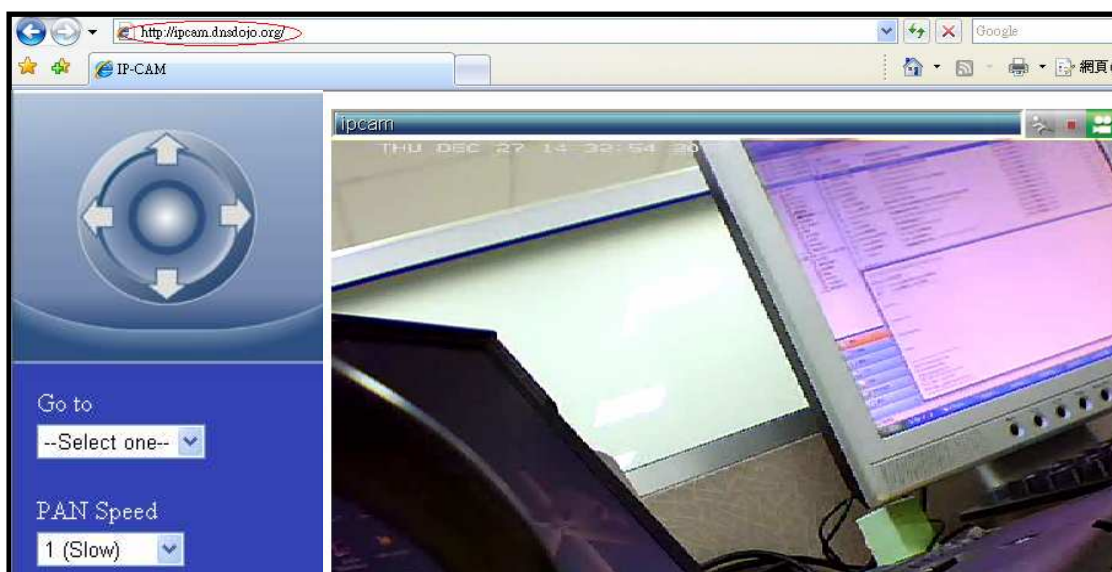 http://ipcam.dnsdojo.org/
Google
IP-CAM
網頁
ipcam
THU DEC 27 14 32:54 20
Go to
--Select one--
PAN Speed
1 (Slow)